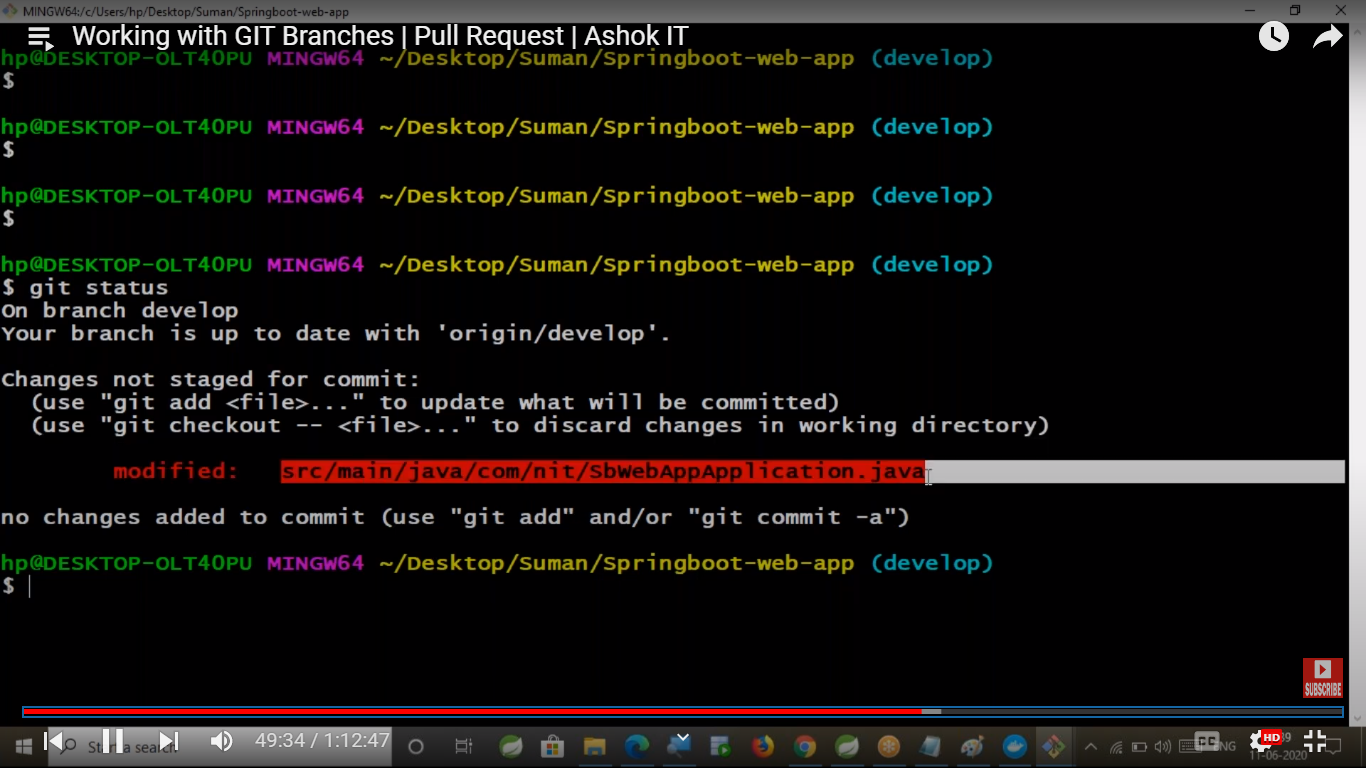 MINGW64:/c/Users/hp/Desktop/Suman/Springboot-web-app
Working with GIT Branches | Pull Request | Ashok IT
hp@DESKTOP-OLT40PU MINGW64 ~/Desktop/Suman/Springboot-web-app (develop)
$
hp@DESKTOP-OLT40PU MINGW64 ~/Desktop/Suman/Springboot-web-app (develop)
$
hp@DESKTOP-OLT40PU MINGW64 ~/Desktop/Suman/Springboot-web-app (develop)
$
hp@DESKTOP-OLT40PU MINGW64 ~/Desktop/Suman/Springboot-web-app (develop)
$ git status
On branch develop
Your branch is up to date with 'origin/develop'.
Changes not staged for commit:
(use "git add <file>..." to update what will be committed)
(use "git checkout -- <file>..." to discard changes in working directory)
modified: src/main/java/com/nit/SbWebAppApplication.java
no changes added to commit (use "git add" and/or "git commit -a")
hp@DESKTOP-OLT40PU MINGW64 ~/Desktop/Suman/Springboot-web-app (develop)
$
SUBSCRIBE
49:34 / 1:12:47
CC
HD
11-06-2020